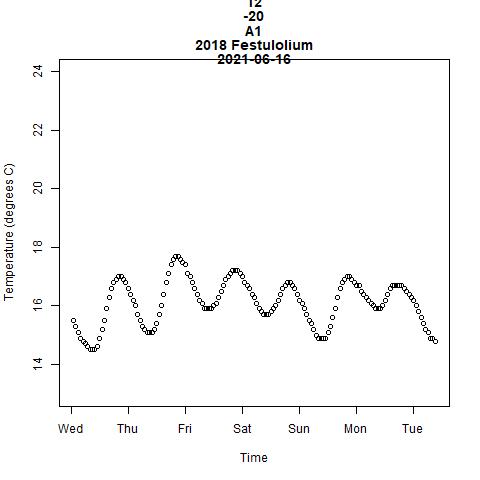 T2
-20
A1
2018 Festulolium
2021-06-16
Temperature (degrees C)
24
22
20
18
16
14
Wed Thu Fri Sat Sun Mon Tue
Time